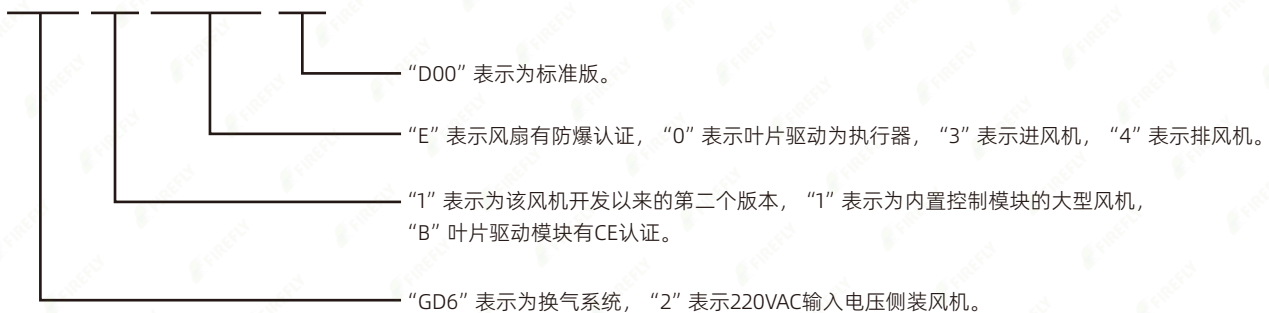 “D00”表示为标准版。
“E”表示风扇有防爆认证，“0”表示叶片驱动为执行器，“3”表示进风机，“4”表示排风机。
“1”表示为该风机开发以来的第二个版本，“1”表示为内置控制模块的大型风机，
“B”叶片驱动模块有CE认证。
“GD6”表示为换气系统，“2”表示220VAC输入电压侧装风机。